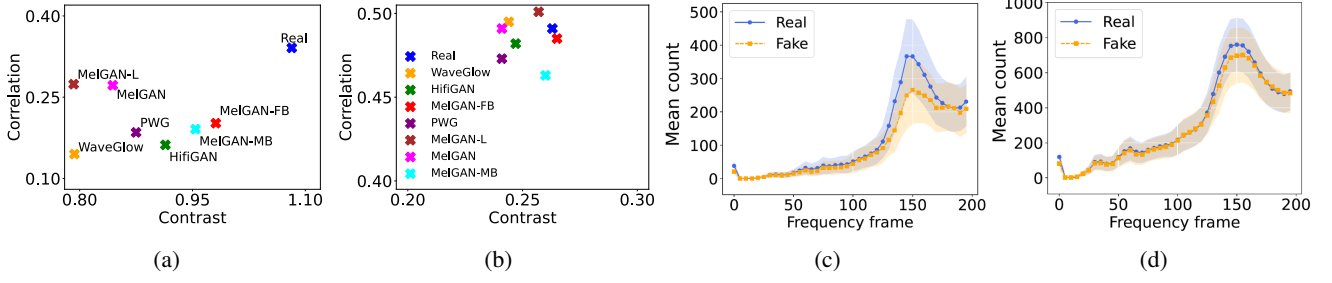 0.40
0.25
0.10
Correlation
Real
MelGAN-L
MelGAN
MelGAN-FB
PWG
MelGAN-MB
WaveGlow
HifiGAN
0.80
0.95
1.10
Contrast
(a)
0.50
0.45
0.40
Correlation
Real
WaveGlow
HifiGAN
MelGAN-FB
PWG
MelGAN-L
MelGAN
MelGAN-MB
0.20
0.25
0.30
Contrast
(b)
500
400
300
200
100
0
Mean count
Real
Fake
0
50
100
150
200
Frequency frame
(c)
1000
800
600
400
200
0
Mean count
Real
Fake
0
50
100
150
200
Frequency frame
(d)